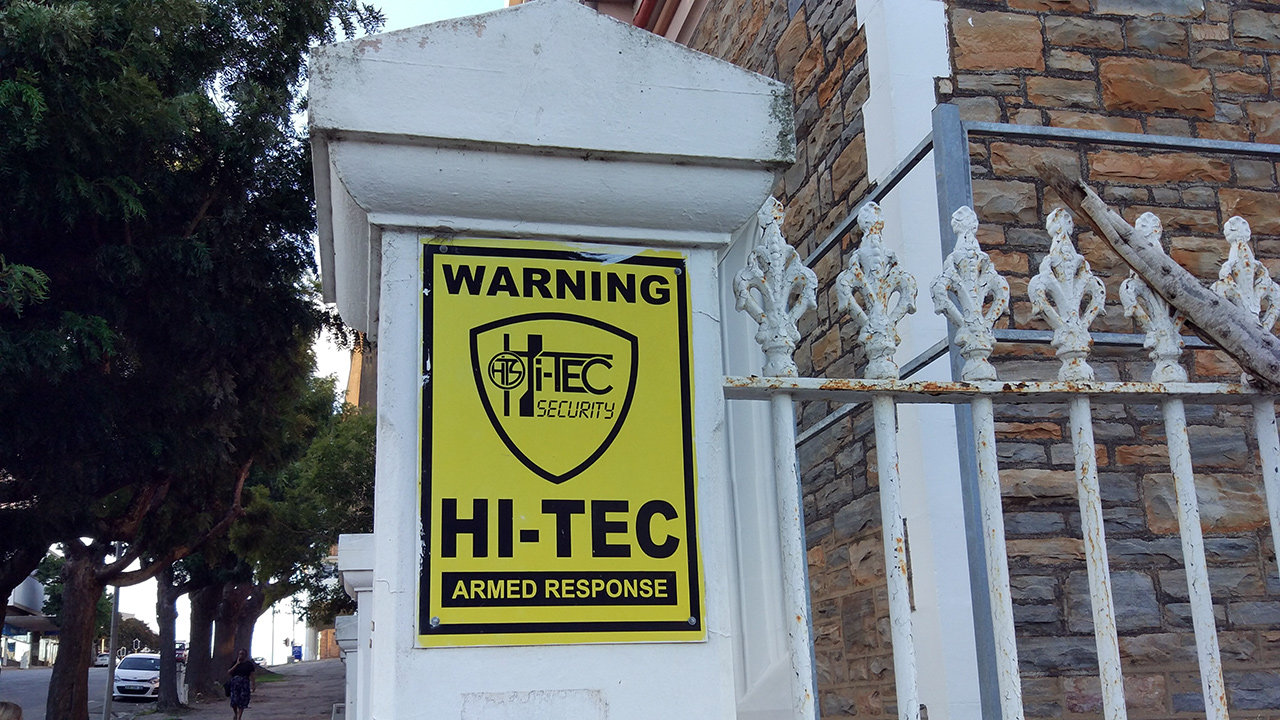 WARNING
HTS Hi-TEC
SECURITY
HI-TEC
ARMED RESPONSE